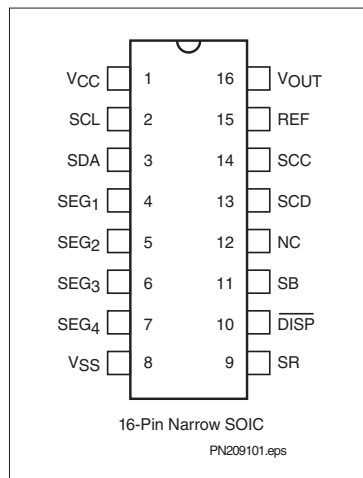 VCC 1 16 VOUT
SCL 2 15 REF
SDA 3 14 SCC
SEG1 4 13 SCD
SEG2 5 12 NC
SEG3 6 11 SB
SEG4 7 10 DISP
VSS 8 9 SR
16-Pin Narrow SOIC
PN209101.eps